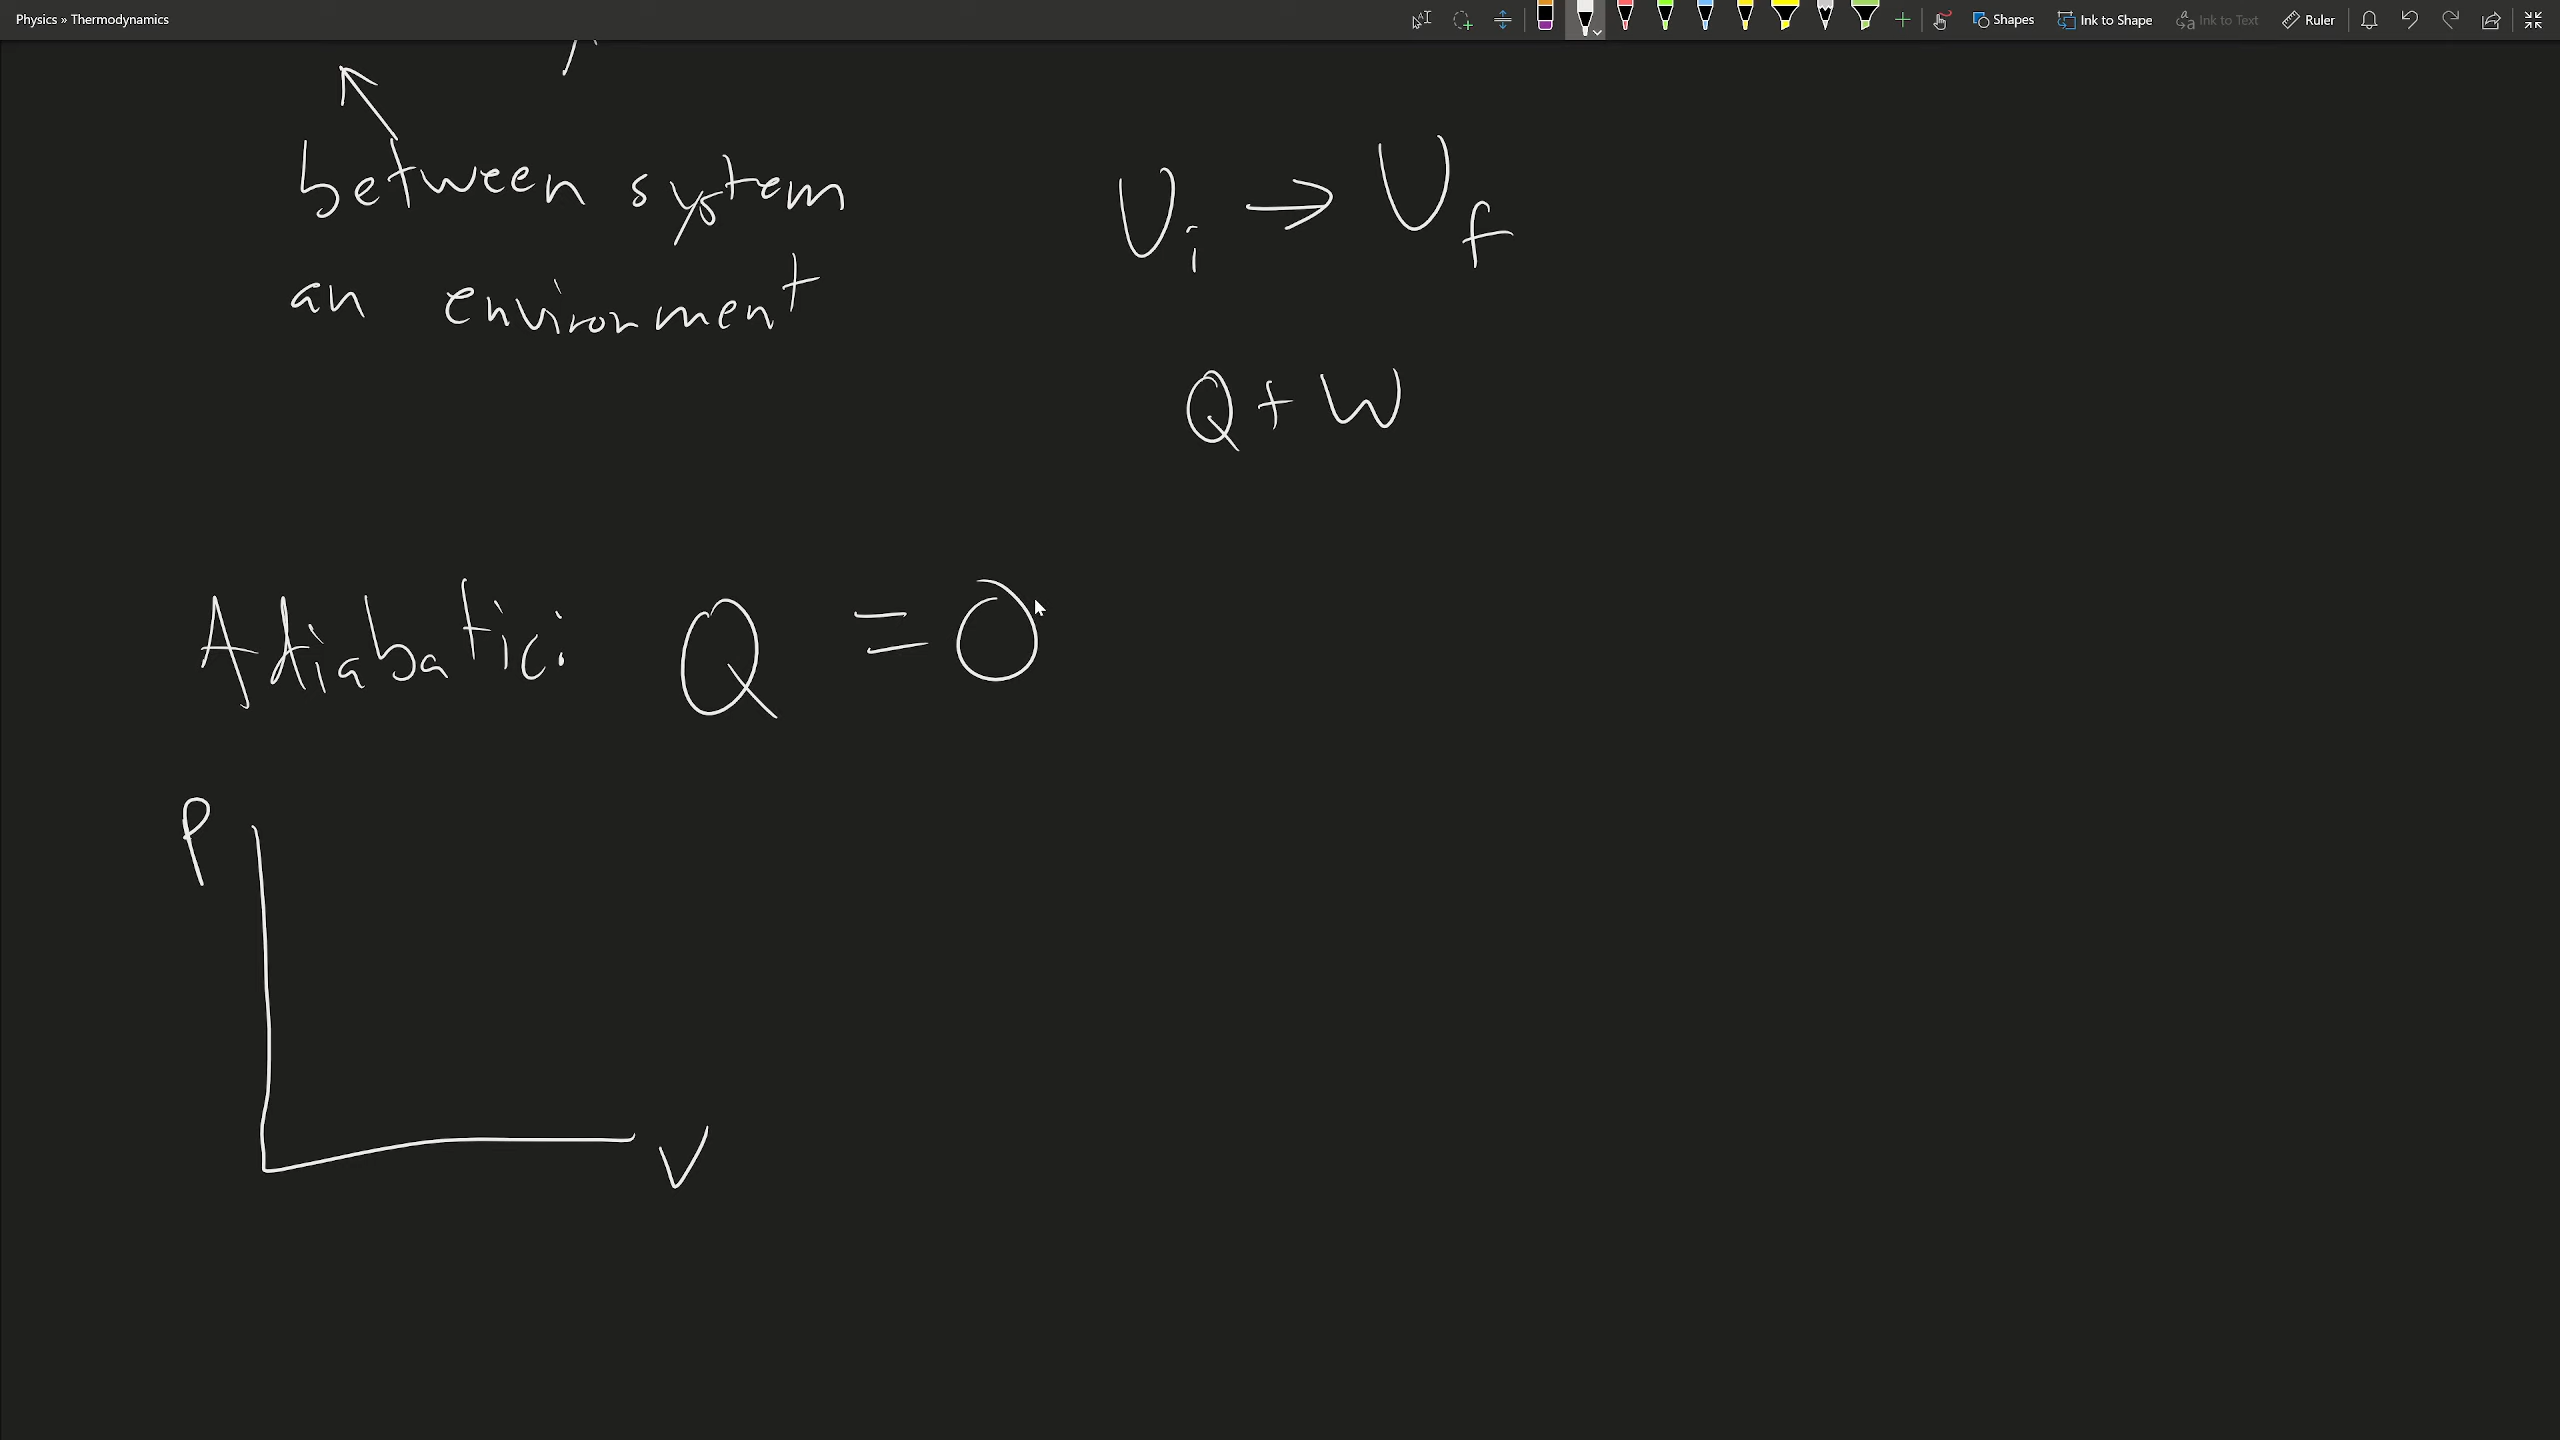 Physics » Thermodynamics
Shapes Ink to Shape Ink to Text Ruler
between system
an environment
Ui → Uf
Q + W
Adiabatic: Q = 0
P
V